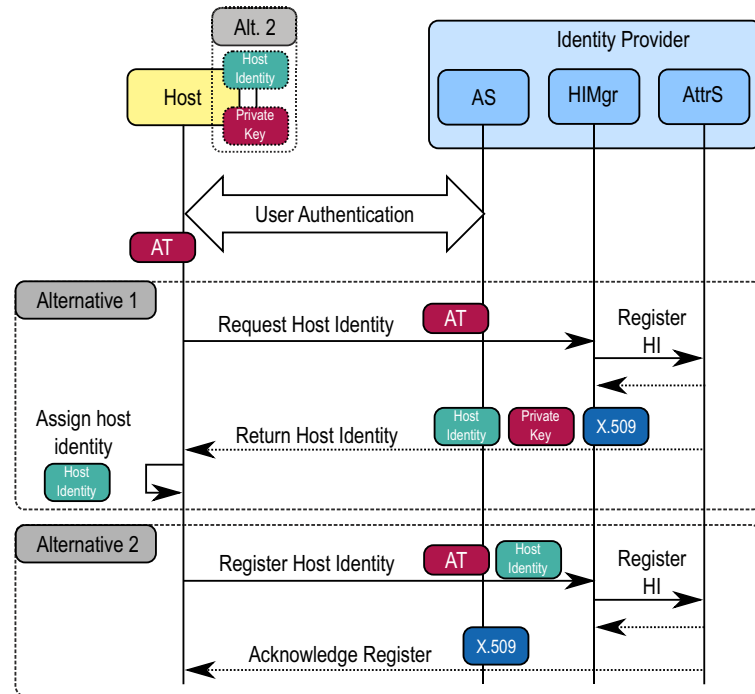 Alt. 2
Identity Provider
Host
Identity
Host
AS
HIMgr
AttrS
Private
Key
User Authentication
AT
Alternative 1
AT
Request Host Identity
Register
HI
Assign host
identity
Host
Identity
Return Host Identity
Host
Identity
Private
Key
X.509
Alternative 2
Register Host Identity
AT
Host
Identity
Register
HI
X.509
Acknowledge Register